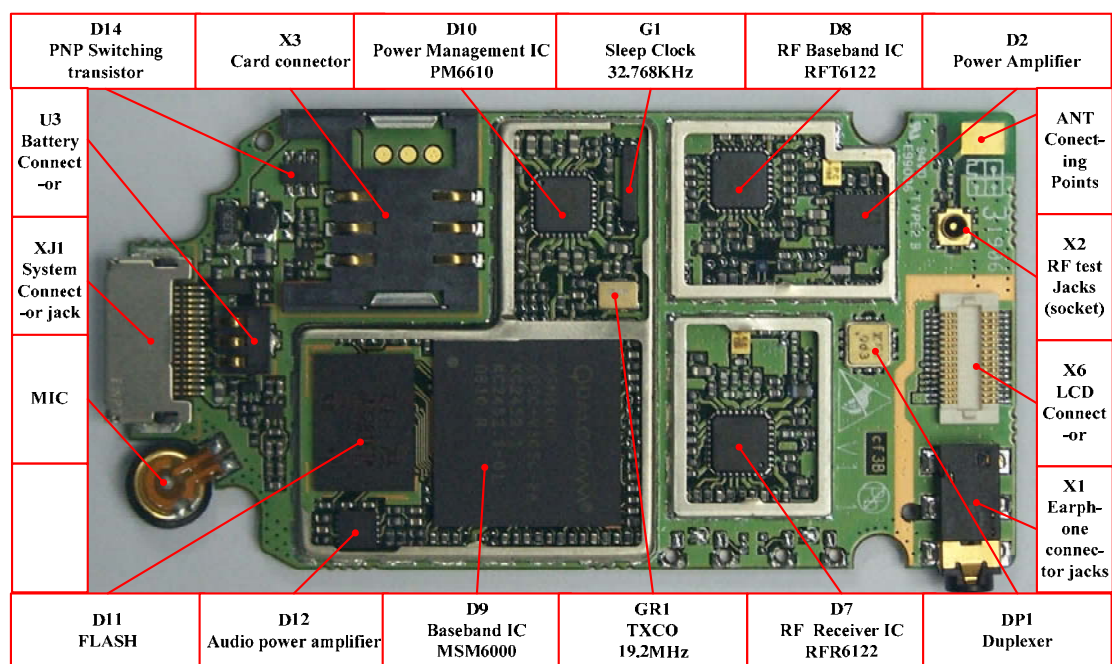 D14
PNP Switching
transistor
X3
Card connector
D10
Power Management IC
PM6610
G1
Sleep Clock
32.768KHz
D8
RF Baseband IC
RFT6122
D2
Power Amplifier
U3
Battery
Connect
-or
XJ1
System
Connect
-or jack
MIC
ANT
Conect-
ing
Points
X2
RF test
Jacks
(socket)
X6
LCD
Connect
-or
X1
Earph-
one
connec-
tor jacks
QUALCOMM
cf3B
D11
FLASH
D12
Audio power amplifier
D9
Baseband IC
MSM6000
GR1
TXCO
19.2MHz
D7
RF Receiver IC
RFR6122
DP1
Duplexer